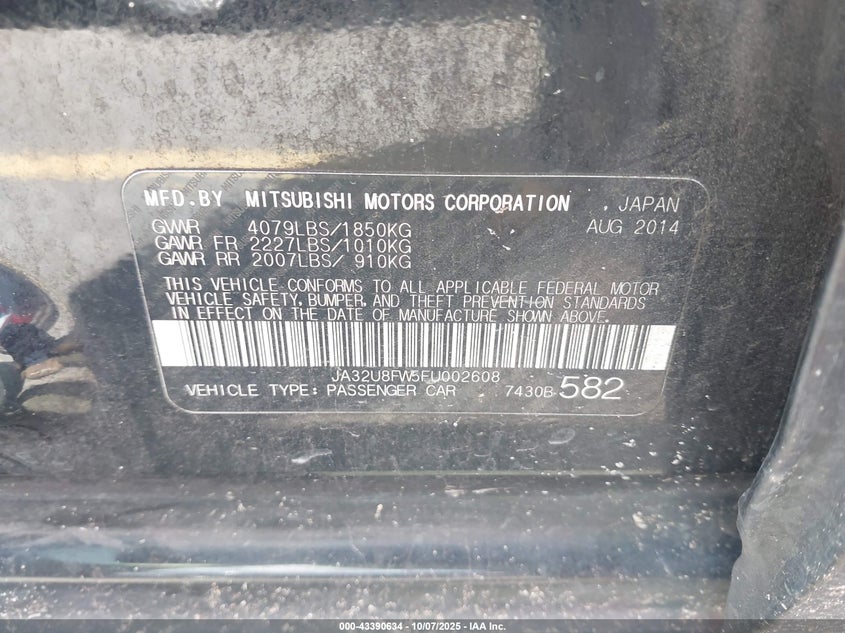 MFD.BY MITSUBISHI MOTORS CORPORATION , JAPAN
GVWR 4079LBS/1850KG AUG 2014
GAWR FR 2227LBS/1010KG
GAWR RR 2007LBS/ 910KG
THIS VEHICLE CONFORMS TO ALL APPLICABLE FEDERAL MOTOR
VEHICLE SAFETY, BUMPER, AND THEFT PREVENTION STANDARDS
IN EFFECT ON THE DATE OF MANUFACTURE SHOWN ABOVE.
JA32U8FW5FU002608
VEHICLE TYPE: PASSENGER CAR 7430B-582
000-43390634 - 10/07/2025 - IAA Inc.